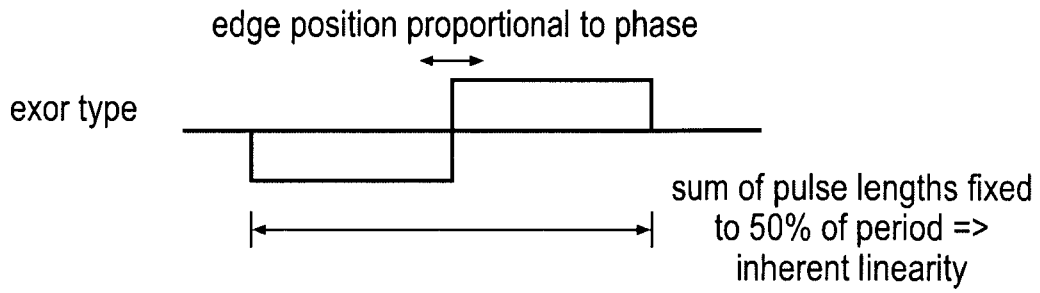 edge position proportional to phase
exor type
sum of pulse lengths fixed
to 50% of period =>
inherent linearity